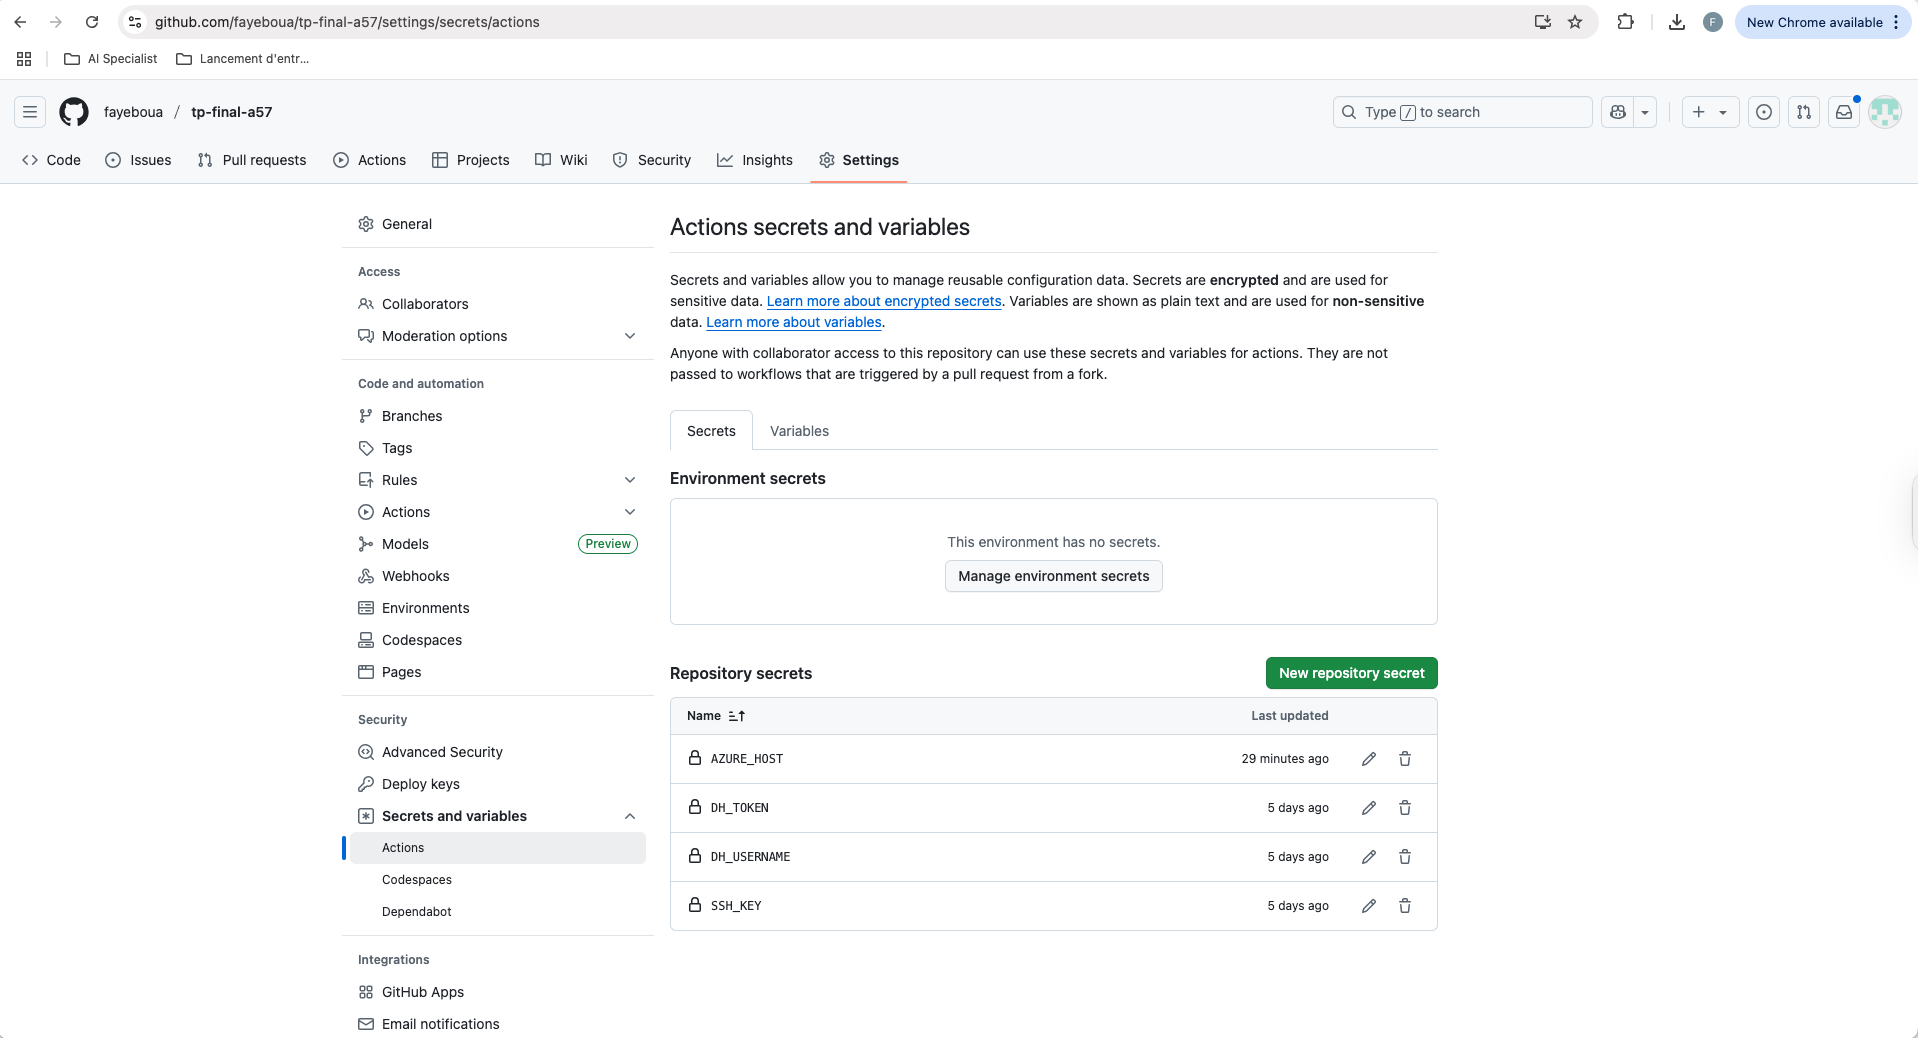 github.com/fayeboua/tp-final-a57/settings/secrets/actions
F
New Chrome available
AI Specialist
Lancement d'entr...
fayeboua / tp-final-a57
Type / to search
Code
Issues
Pull requests
Actions
Projects
Wiki
Security
Insights
Settings
General
Access
Collaborators
Moderation options
Code and automation
Branches
Tags
Rules
Actions
Models
Preview
Webhooks
Environments
Codespaces
Pages
Security
Advanced Security
Deploy keys
Secrets and variables
Actions
Codespaces
Dependabot
Integrations
GitHub Apps
Email notifications
Actions secrets and variables
Secrets and variables allow you to manage reusable configuration data. Secrets are encrypted and are used for
sensitive data. Learn more about encrypted secrets. Variables are shown as plain text and are used for non-sensitive
data. Learn more about variables.
Anyone with collaborator access to this repository can use these secrets and variables for actions. They are not
passed to workflows that are triggered by a pull request from a fork.
Secrets
Variables
Environment secrets
This environment has no secrets.
Manage environment secrets
Repository secrets
New repository secret
Name
Last updated
AZURE_HOST
29 minutes ago
DH_TOKEN
5 days ago
DH_USERNAME
5 days ago
SSH_KEY
5 days ago